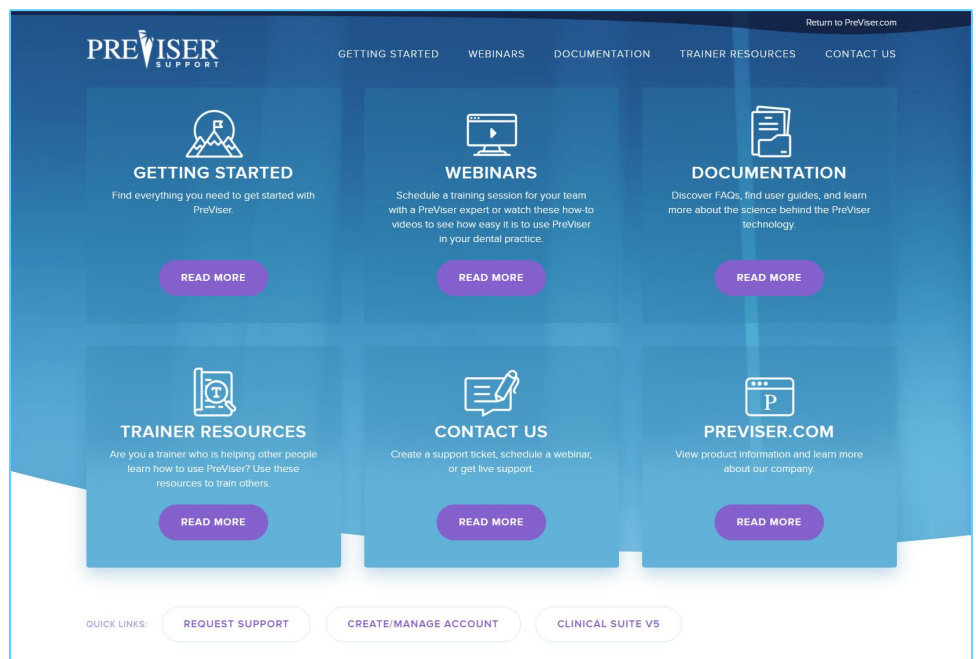 Return to PreViser.com
PREVISER
SUPPORT
GETTING STARTED WEBINARS DOCUMENTATION TRAINER RESOURCES CONTACT US
GETTING STARTED
Find everything you need to get started with
PreViser.
READ MORE
WEBINARS
Schedule a training session for your team
with a PreViser expert or watch these how-to
videos to see how easy it is to use PreViser
in your dental practice.
READ MORE
DOCUMENTATION
Discover FAQs, find user guides, and learn
more about the science behind the PreViser
technology.
READ MORE
T
TRAINER RESOURCES
Are you a trainer who is helping other people
learn how to use PreViser? Use these
resources to train others.
READ MORE
CONTACT US
Create a support ticket, schedule a webinar,
or get live support.
READ MORE
P
PREVISER.COM
View product information and learn more
about our company.
READ MORE
QUICK LINKS: REQUEST SUPPORT CREATE/MANAGE ACCOUNT CLINICAL SUITE V5